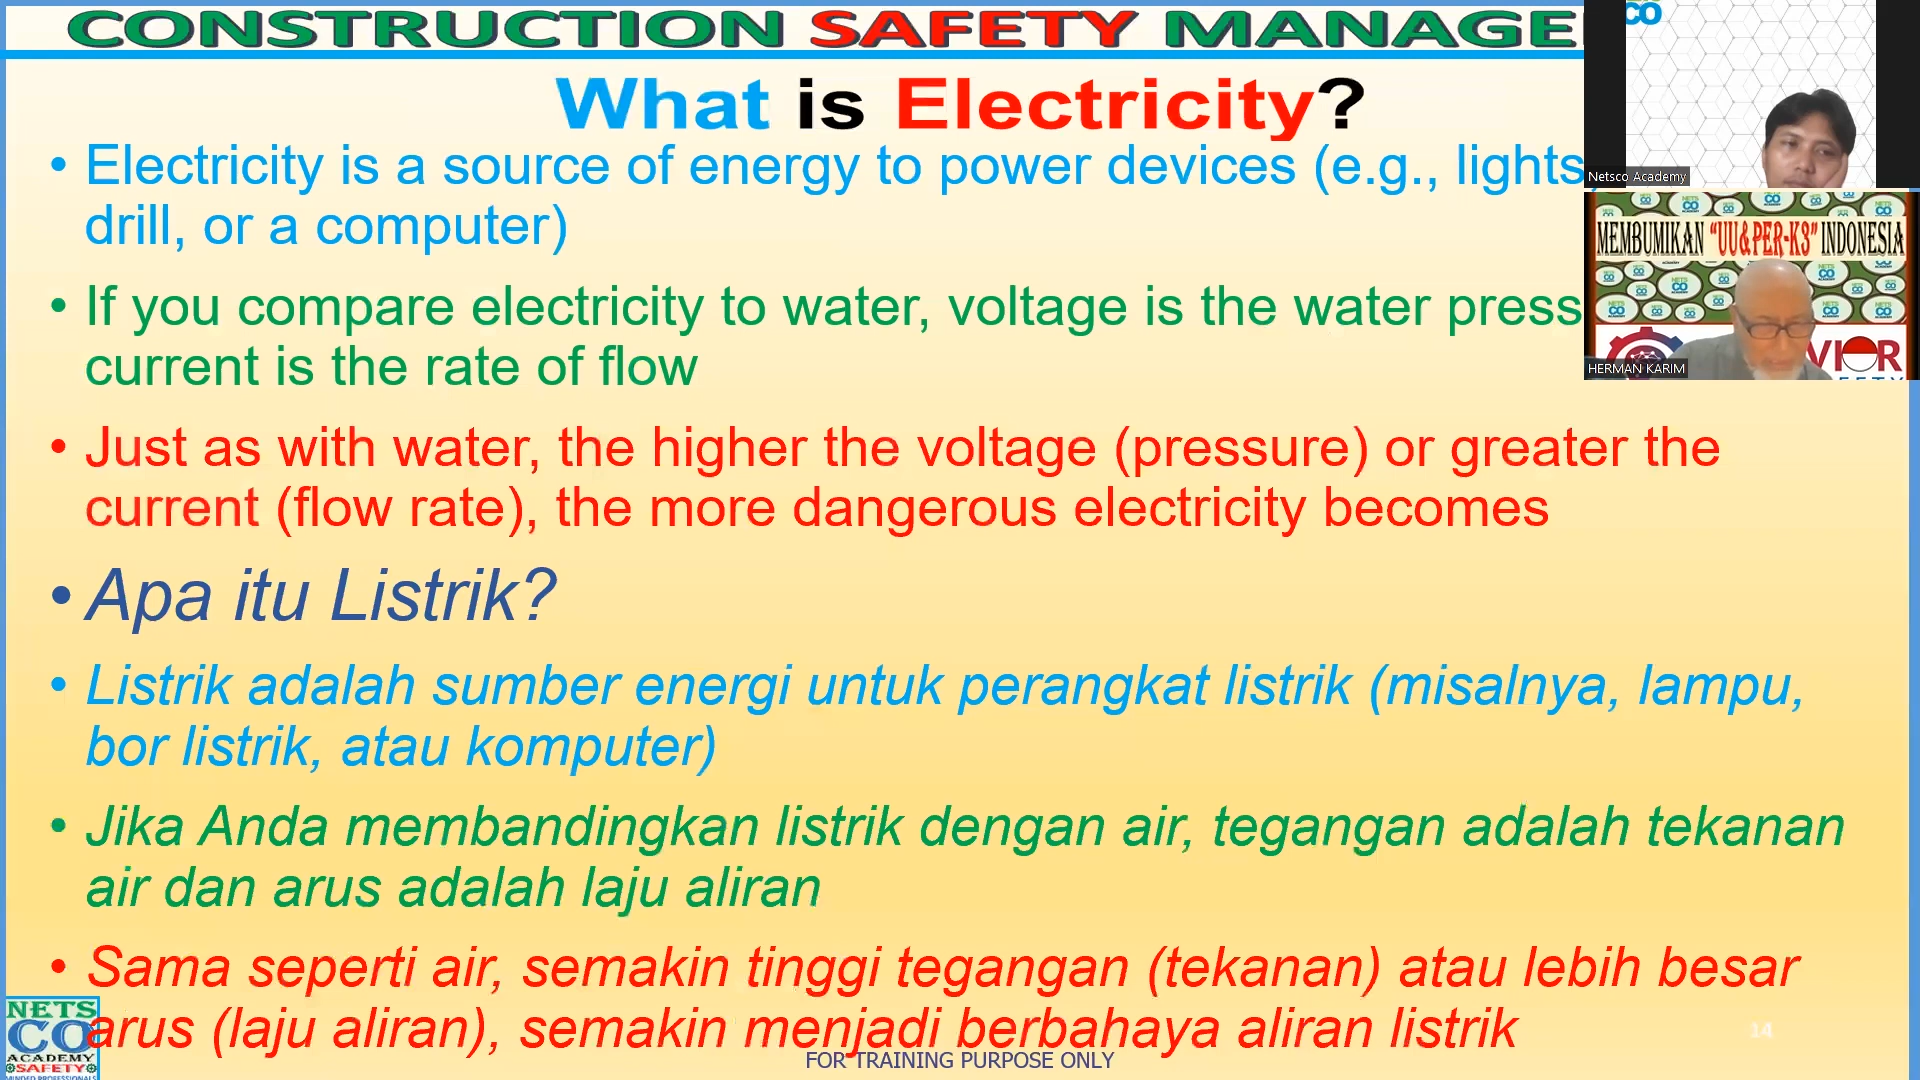 CONSTRUCTION SAFETY MANAGE
What is Electricity?
• Electricity is a source of energy to power devices (e.g., lights,
drill, or a computer)
• If you compare electricity to water, voltage is the water press
current is the rate of flow
• Just as with water, the higher the voltage (pressure) or greater the
current (flow rate), the more dangerous electricity becomes
• Apa itu Listrik?
• Listrik adalah sumber energi untuk perangkat listrik (misalnya, lampu,
bor listrik, atau komputer)
• Jika Anda membandingkan listrik dengan air, tegangan adalah tekanan
air dan arus adalah laju aliran
• Sama seperti air, semakin tinggi tegangan (tekanan) atau lebih besar
arus (laju aliran), semakin menjadi berbahaya aliran listrik
FOR TRAINING PURPOSE ONLY
14
NETS
CO
ACADEMY
SAFETY
MINDED PROFESSIONALS
CO
Netsco Academy
MEMBUMIKAN "UU&PER-K3" INDONESIA
HERMAN KARIM